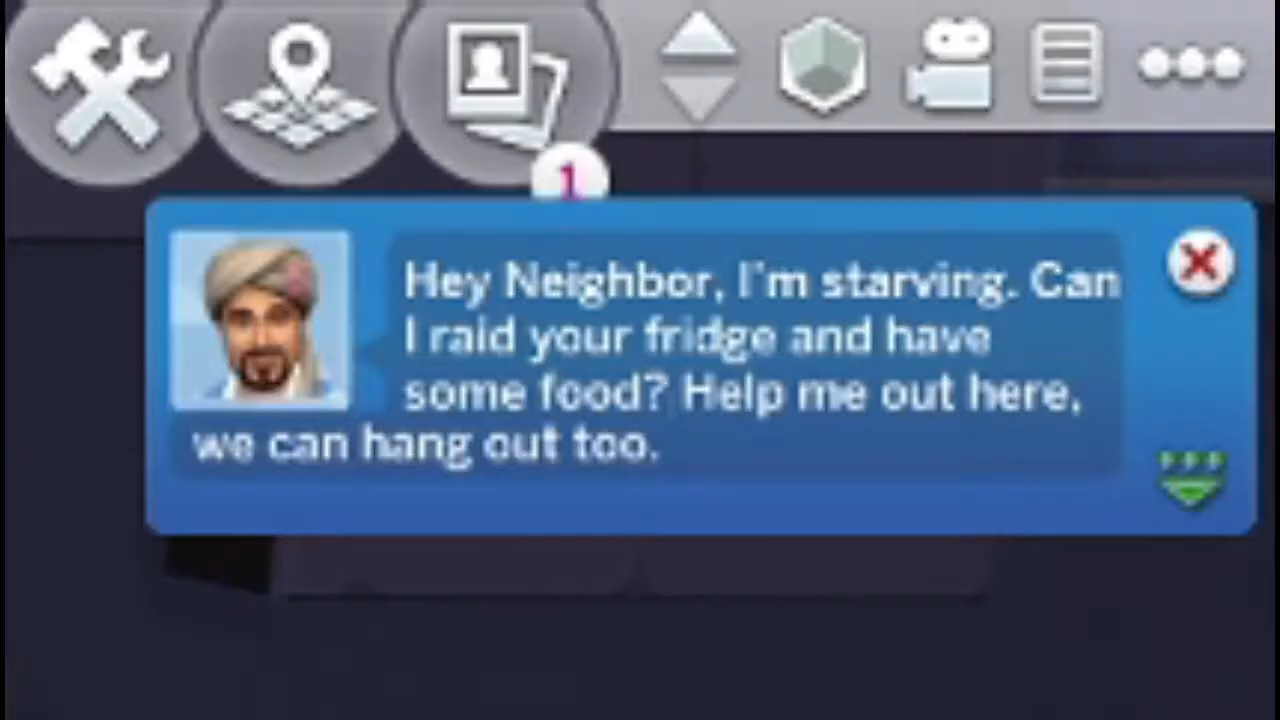 1
Hey Neighbor, I'm starving. Can
I raid your fridge and have
some food? Help me out here,
we can hang out too.